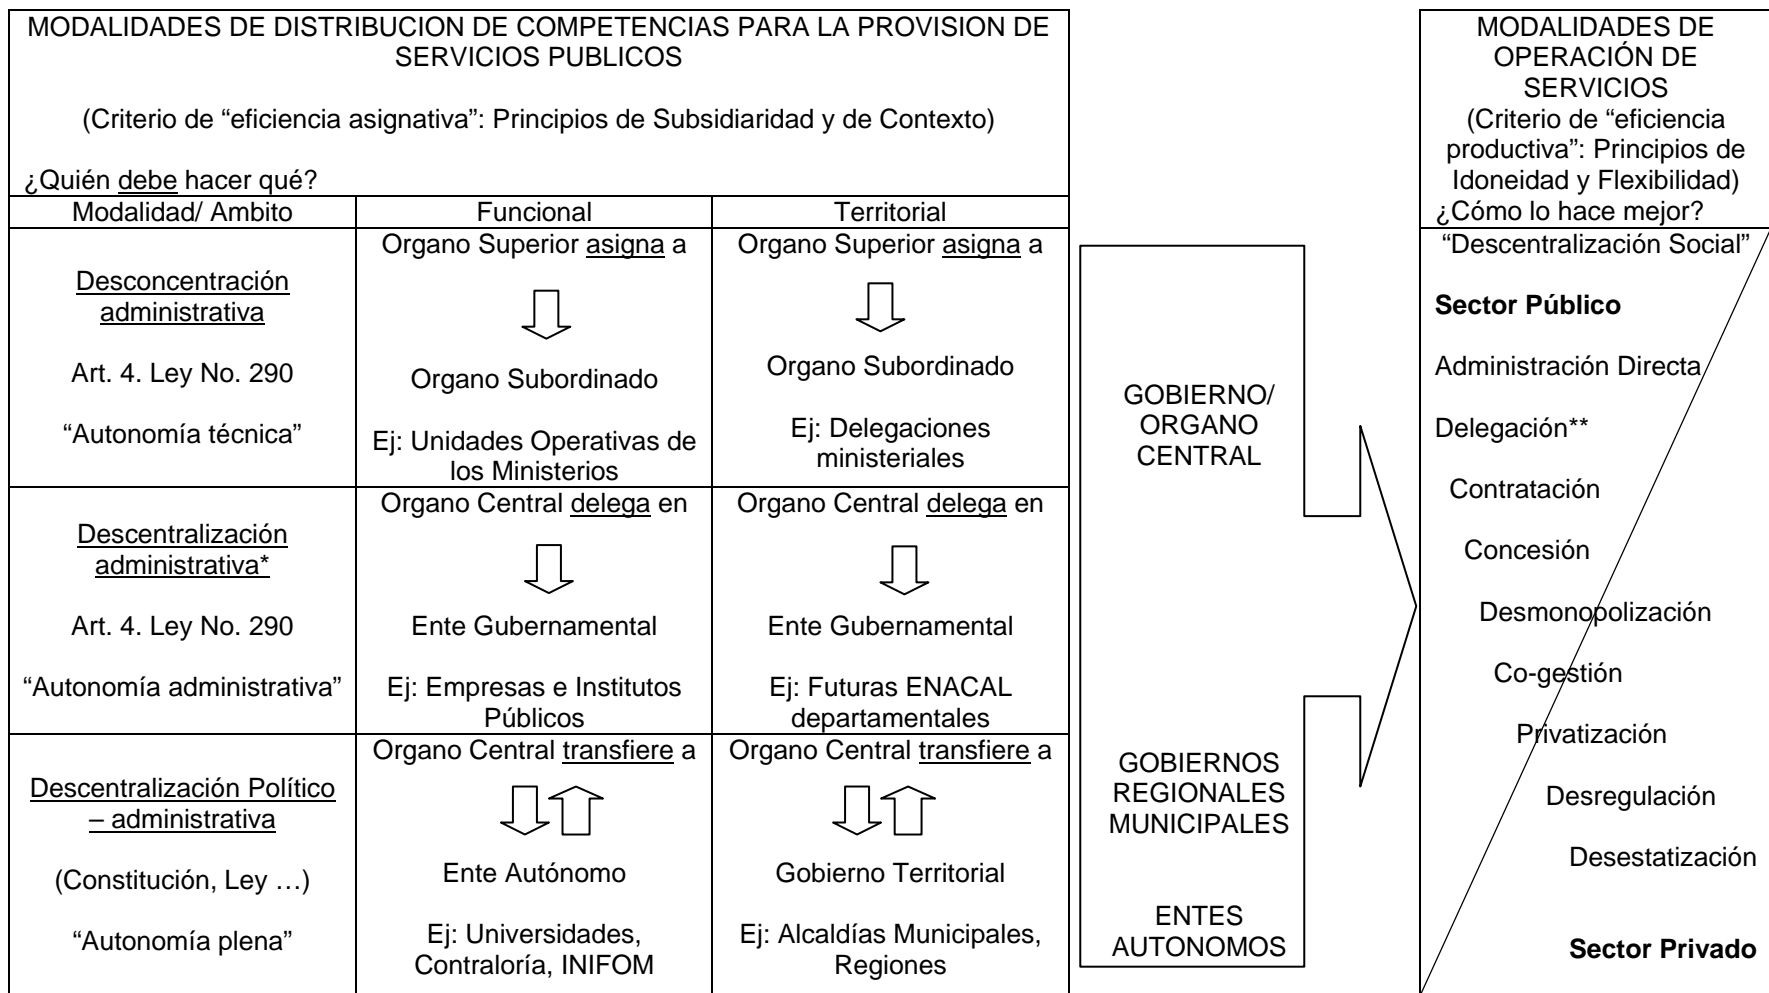 MODALIDADES DE DISTRIBUCION DE COMPETENCIAS PARA LA PROVISION DE
SERVICIOS PUBLICOS
(Criterio de “eficiencia asignativa”: Principios de Subsidiaridad y de Contexto)
¿Quién debe hacer qué?
Modalidad/ Ambito
Funcional
Territorial
Desconcentración
administrativa
Art. 4. Ley No. 290
“Autonomía técnica”
Organo Superior asigna a
Organo Subordinado
Ej: Unidades Operativas de
los Ministerios
Organo Superior asigna a
Organo Subordinado
Ej: Delegaciones
ministeriales
Descentralización
administrativa*
Art. 4. Ley No. 290
“Autonomía administrativa”
Organo Central delega en
Ente Gubernamental
Ej: Empresas e Institutos
Públicos
Organo Central delega en
Ente Gubernamental
Ej: Futuras ENACAL
departamentales
Descentralización Político
– administrativa
(Constitución, Ley …)
“Autonomía plena”
Organo Central transfiere a
Ente Autónomo
Ej: Universidades,
Contraloría, INIFOM
Organo Central transfiere a
Gobierno Territorial
Ej: Alcaldías Municipales,
Regiones
GOBIERNO/
ORGANO
CENTRAL
GOBIERNOS
REGIONALES
MUNICIPALES
ENTES
AUTONOMOS
MODALIDADES DE
OPERACIÓN DE
SERVICIOS
(Criterio de “eficiencia
productiva”: Principios de
Idoneidad y Flexibilidad)
¿Cómo lo hace mejor?
“Descentralización Social”
Sector Público
Administración Directa
Delegación**
Contratación
Concesión
Desmonopolización
Co-gestión
Privatización
Desregulación
Desestatización
Sector Privado